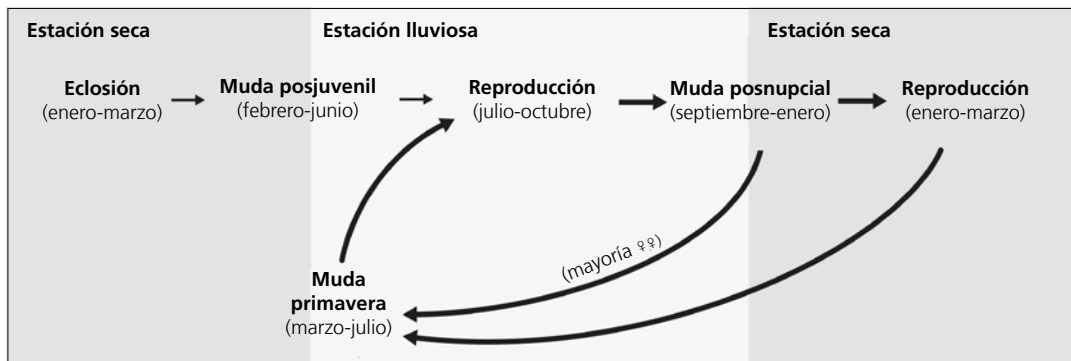 Estación seca
Estación lluviosa
Estación seca
Eclosión
(enero-marzo)
Muda posjuvenil
(febrero-junio)
Reproducción
(julio-octubre)
Muda posnupcial
(septiembre-enero)
Reproducción
(enero-marzo)
(mayoría ♀♀)
Muda
primavera
(marzo-julio)